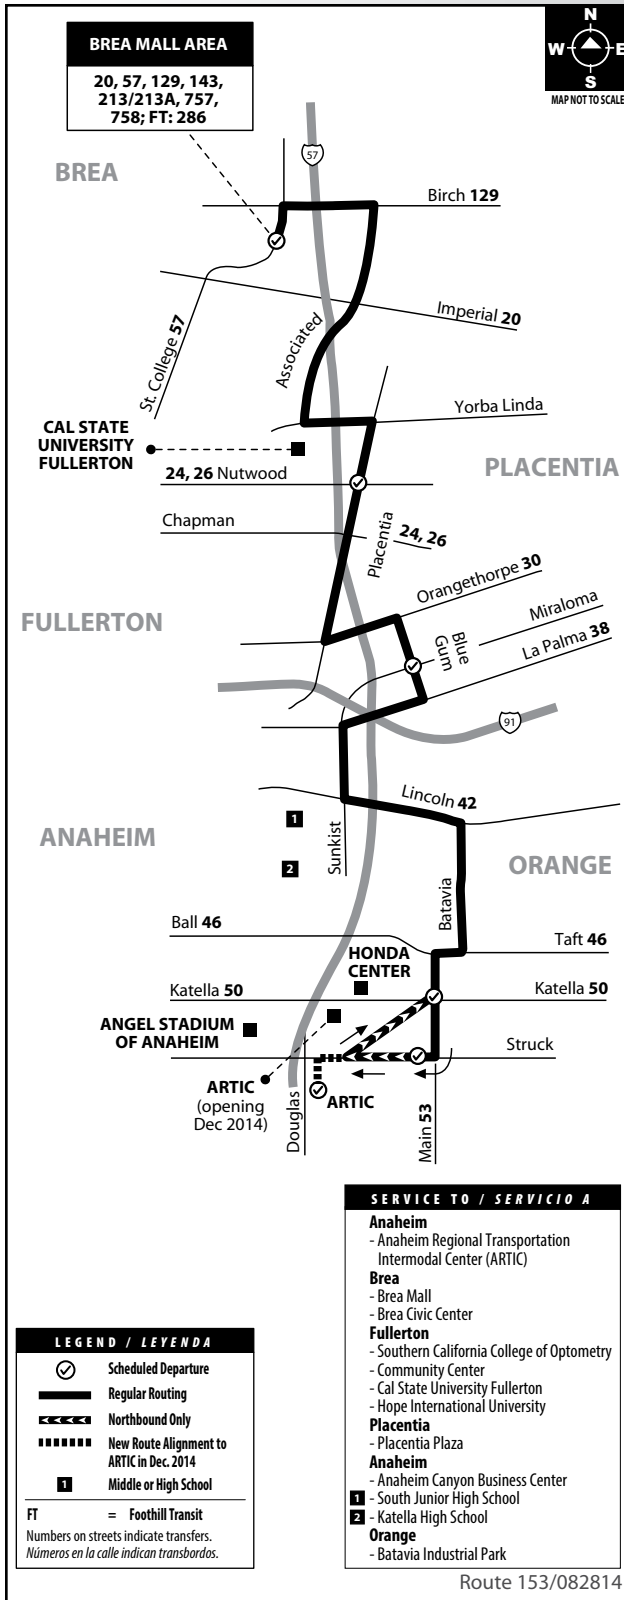 N
W E
S
MAP NOT TO SCALE
BREA MALL AREA
20, 57, 129, 143,
213/213A, 757,
758; FT: 286
57
BREA
Birch 129
Imperial 20
St. College 57
Associated
Yorba Linda
CAL STATE
UNIVERSITY
FULLERTON
PLACENTIA
24, 26 Nutwood
Chapman
24, 26
Placentia
Orangethorpe 30
FULLERTON
Miraloma
Blue
Gum
La Palma 38
91
Lincoln 42
1
ANAHEIM
Sunkist
2
ORANGE
Batavia
Ball 46
Taft 46
HONDA
CENTER
Katella 50
Katella 50
ANGEL STADIUM
OF ANAHEIM
Struck
ARTIC
(opening
Dec 2014)
ARTIC
Douglas
Main 53
SERVICE TO / SERVICIO A
Anaheim
- Anaheim Regional Transportation
Intermodal Center (ARTIC)
Brea
- Brea Mall
- Brea Civic Center
Fullerton
- Southern California College of Optometry
- Community Center
- Cal State University Fullerton
- Hope International University
Placentia
- Placentia Plaza
Anaheim
- Anaheim Canyon Business Center
1 - South Junior High School
2 - Katella High School
Orange
- Batavia Industrial Park
LEGEND / LEYENDA
Scheduled Departure
Regular Routing
Northbound Only
New Route Alignment to
ARTIC in Dec. 2014
1 Middle or High School
FT = Foothill Transit
Numbers on streets indicate transfers.
Números en la calle indican transbordos.
Route 153/082814